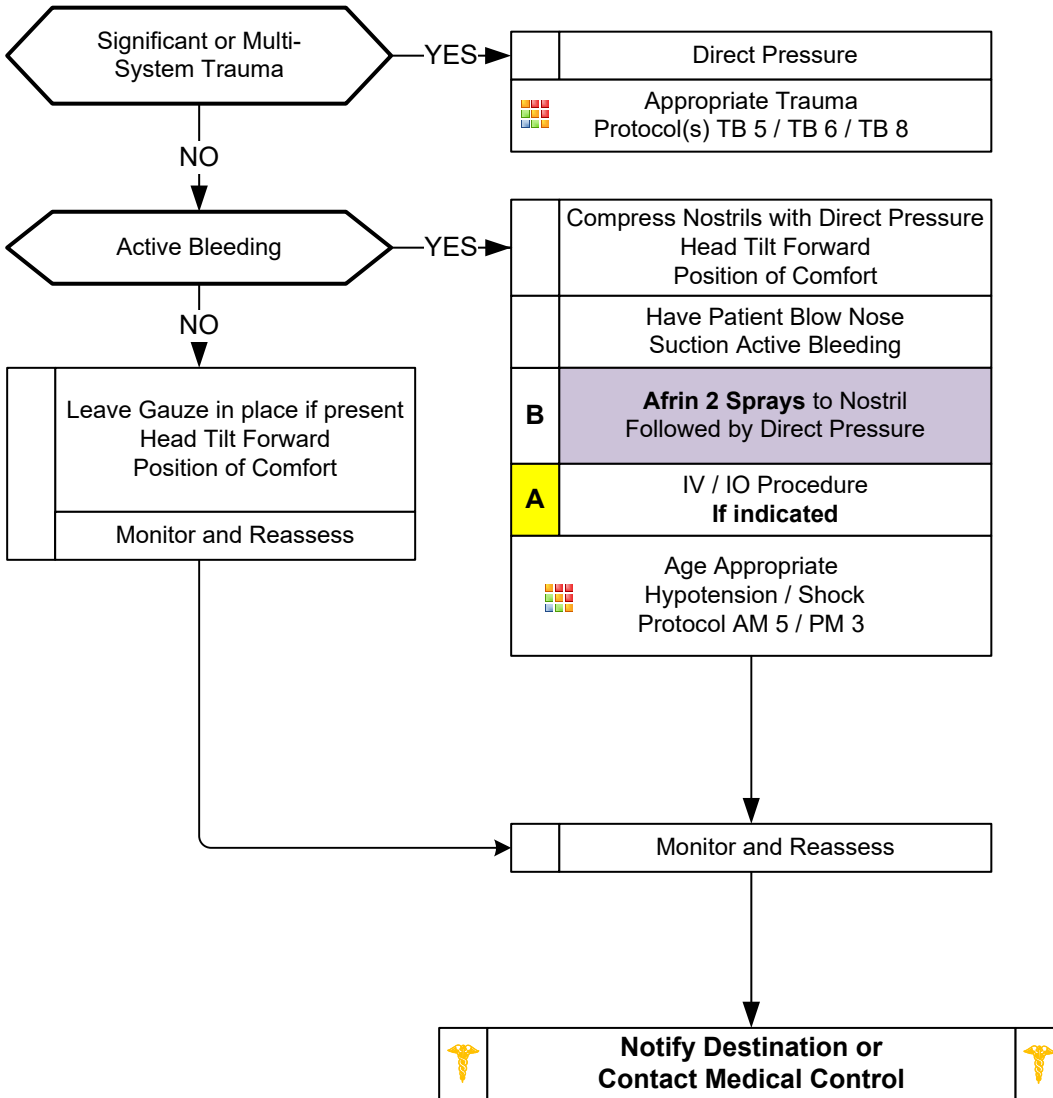 Significant or Multi-
System Trauma
YES
Direct Pressure
Appropriate Trauma
Protocol(s) TB 5 / TB 6 / TB 8
NO
Active Bleeding
YES
Compress Nostrils with Direct Pressure
Head Tilt Forward
Position of Comfort
Have Patient Blow Nose
Suction Active Bleeding
B
Afrin 2 Sprays to Nostril
Followed by Direct Pressure
A
IV / IO Procedure
If indicated
Age Appropriate
Hypotension / Shock
Protocol AM 5 / PM 3
NO
Leave Gauze in place if present
Head Tilt Forward
Position of Comfort
Monitor and Reassess
Monitor and Reassess
Notify Destination or
Contact Medical Control